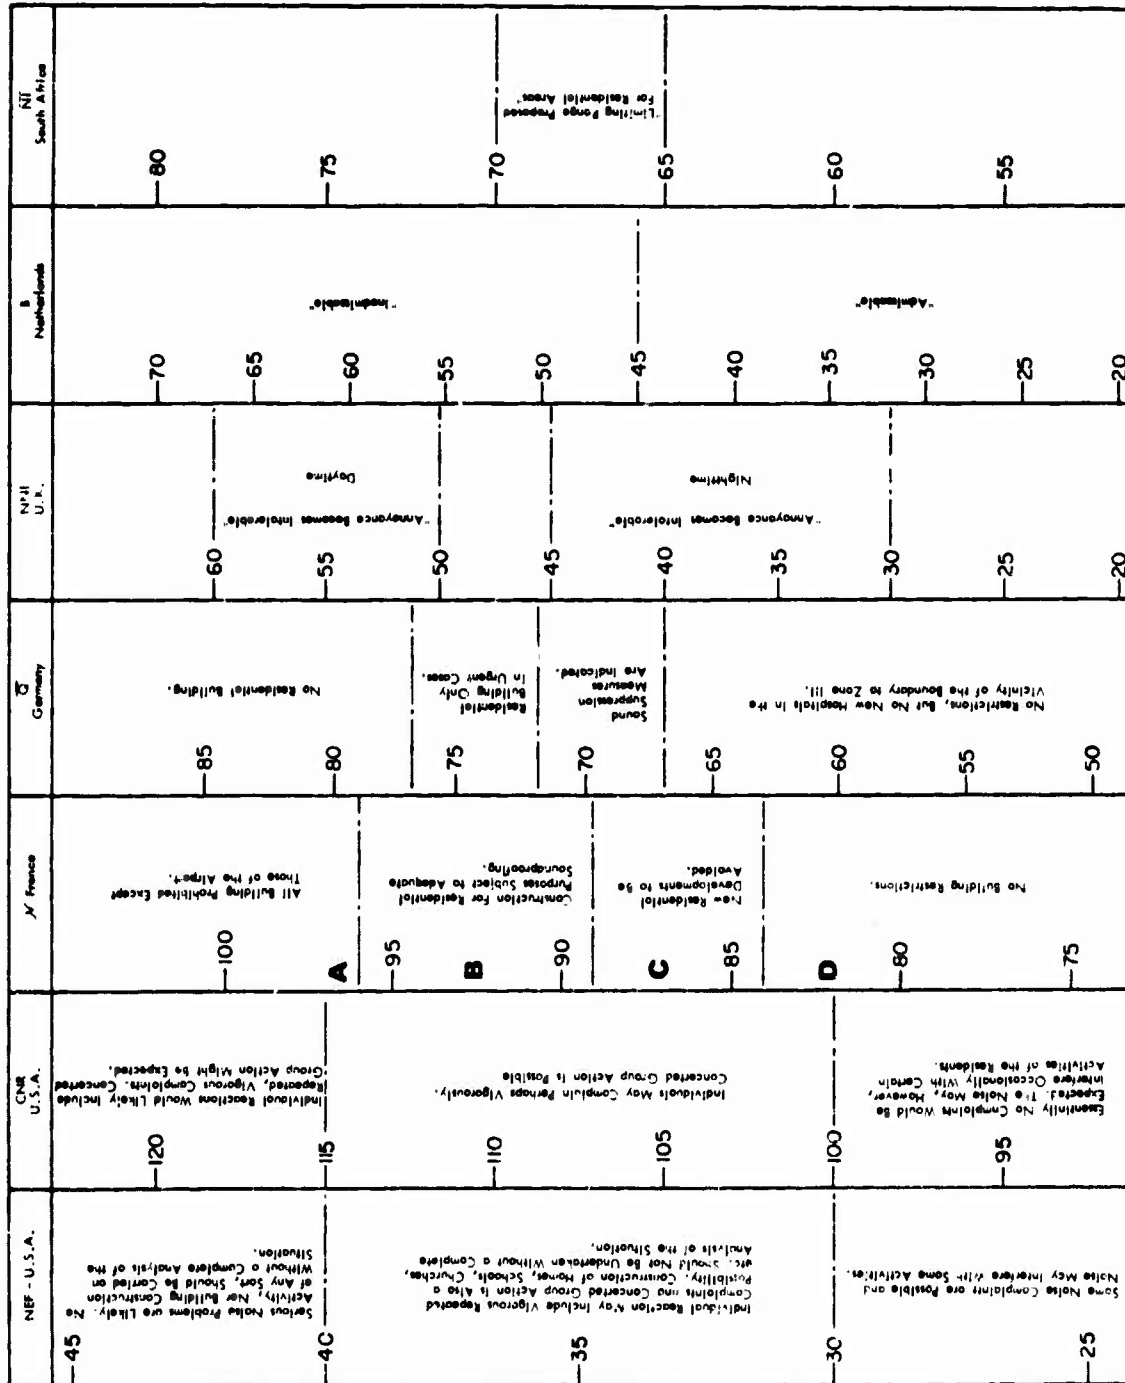 NEF - U.S.A.
45
Serious Noise Problems are Likely. No
Activity, Nor Building Construction
of Any Sort, Should Be Carried on
Without a Complete Analysis of the
Situation.
40
Individual Reaction May Include Vigorous Repeated
Complaints and Concerted Group Action is Also a
Possibility. Construction of Homes, Schools, Churches,
etc. Should Not Be Undertaken Without a Complete
Analysis of the Situation.
35
30
Some Noise Complaints are Possible and
Noise May Interfere With Some Activities.
25
CNR
U.S.A.
Individual Reactions Would Likely Include
Repeated, Vigorous Complaints. Concerted
Group Action Might be Expected.
120
115
Individuals May Complain Perhaps Vigorously.
Concerted Group Action is Possible
110
105
100
Essentially No Complaints Would Be
Expected. The Noise May, However,
Interfere Occasionally With Certain
Activities of the Residents.
95
N France
All Building Prohibited Except
Those of the Airport.
100
A
95
Construction For Residential
Purposes Subject to Adequate
Soundproofing.
B
90
New Residential
Developments to Be
Avoided.
C
85
D
No Building Restrictions.
80
75
Q̅
Germany
No Residential Building.
85
79
Residential
Building Only
In Urgent Cases.
75
Sound
Suppression
Measures
Are Indicated.
70
65
No Restrictions, But No New Hospitals in the
Vicinity of the Boundary to Zone III.
60
55
50
NNI
U.K.
60
"Annoyance Becomes Intolerable"
Daytime
55
50
45
"Annoyance Becomes Intolerable"
Nighttime
40
35
30
25
20
B
Netherlands
70
65
"Inadmissable"
60
55
50
45
40
"Admissable"
35
30
25
20
N̅I̅
South Africa
80
75
70
"Limiting Range Proposed
For Residential Areas"
65
60
55